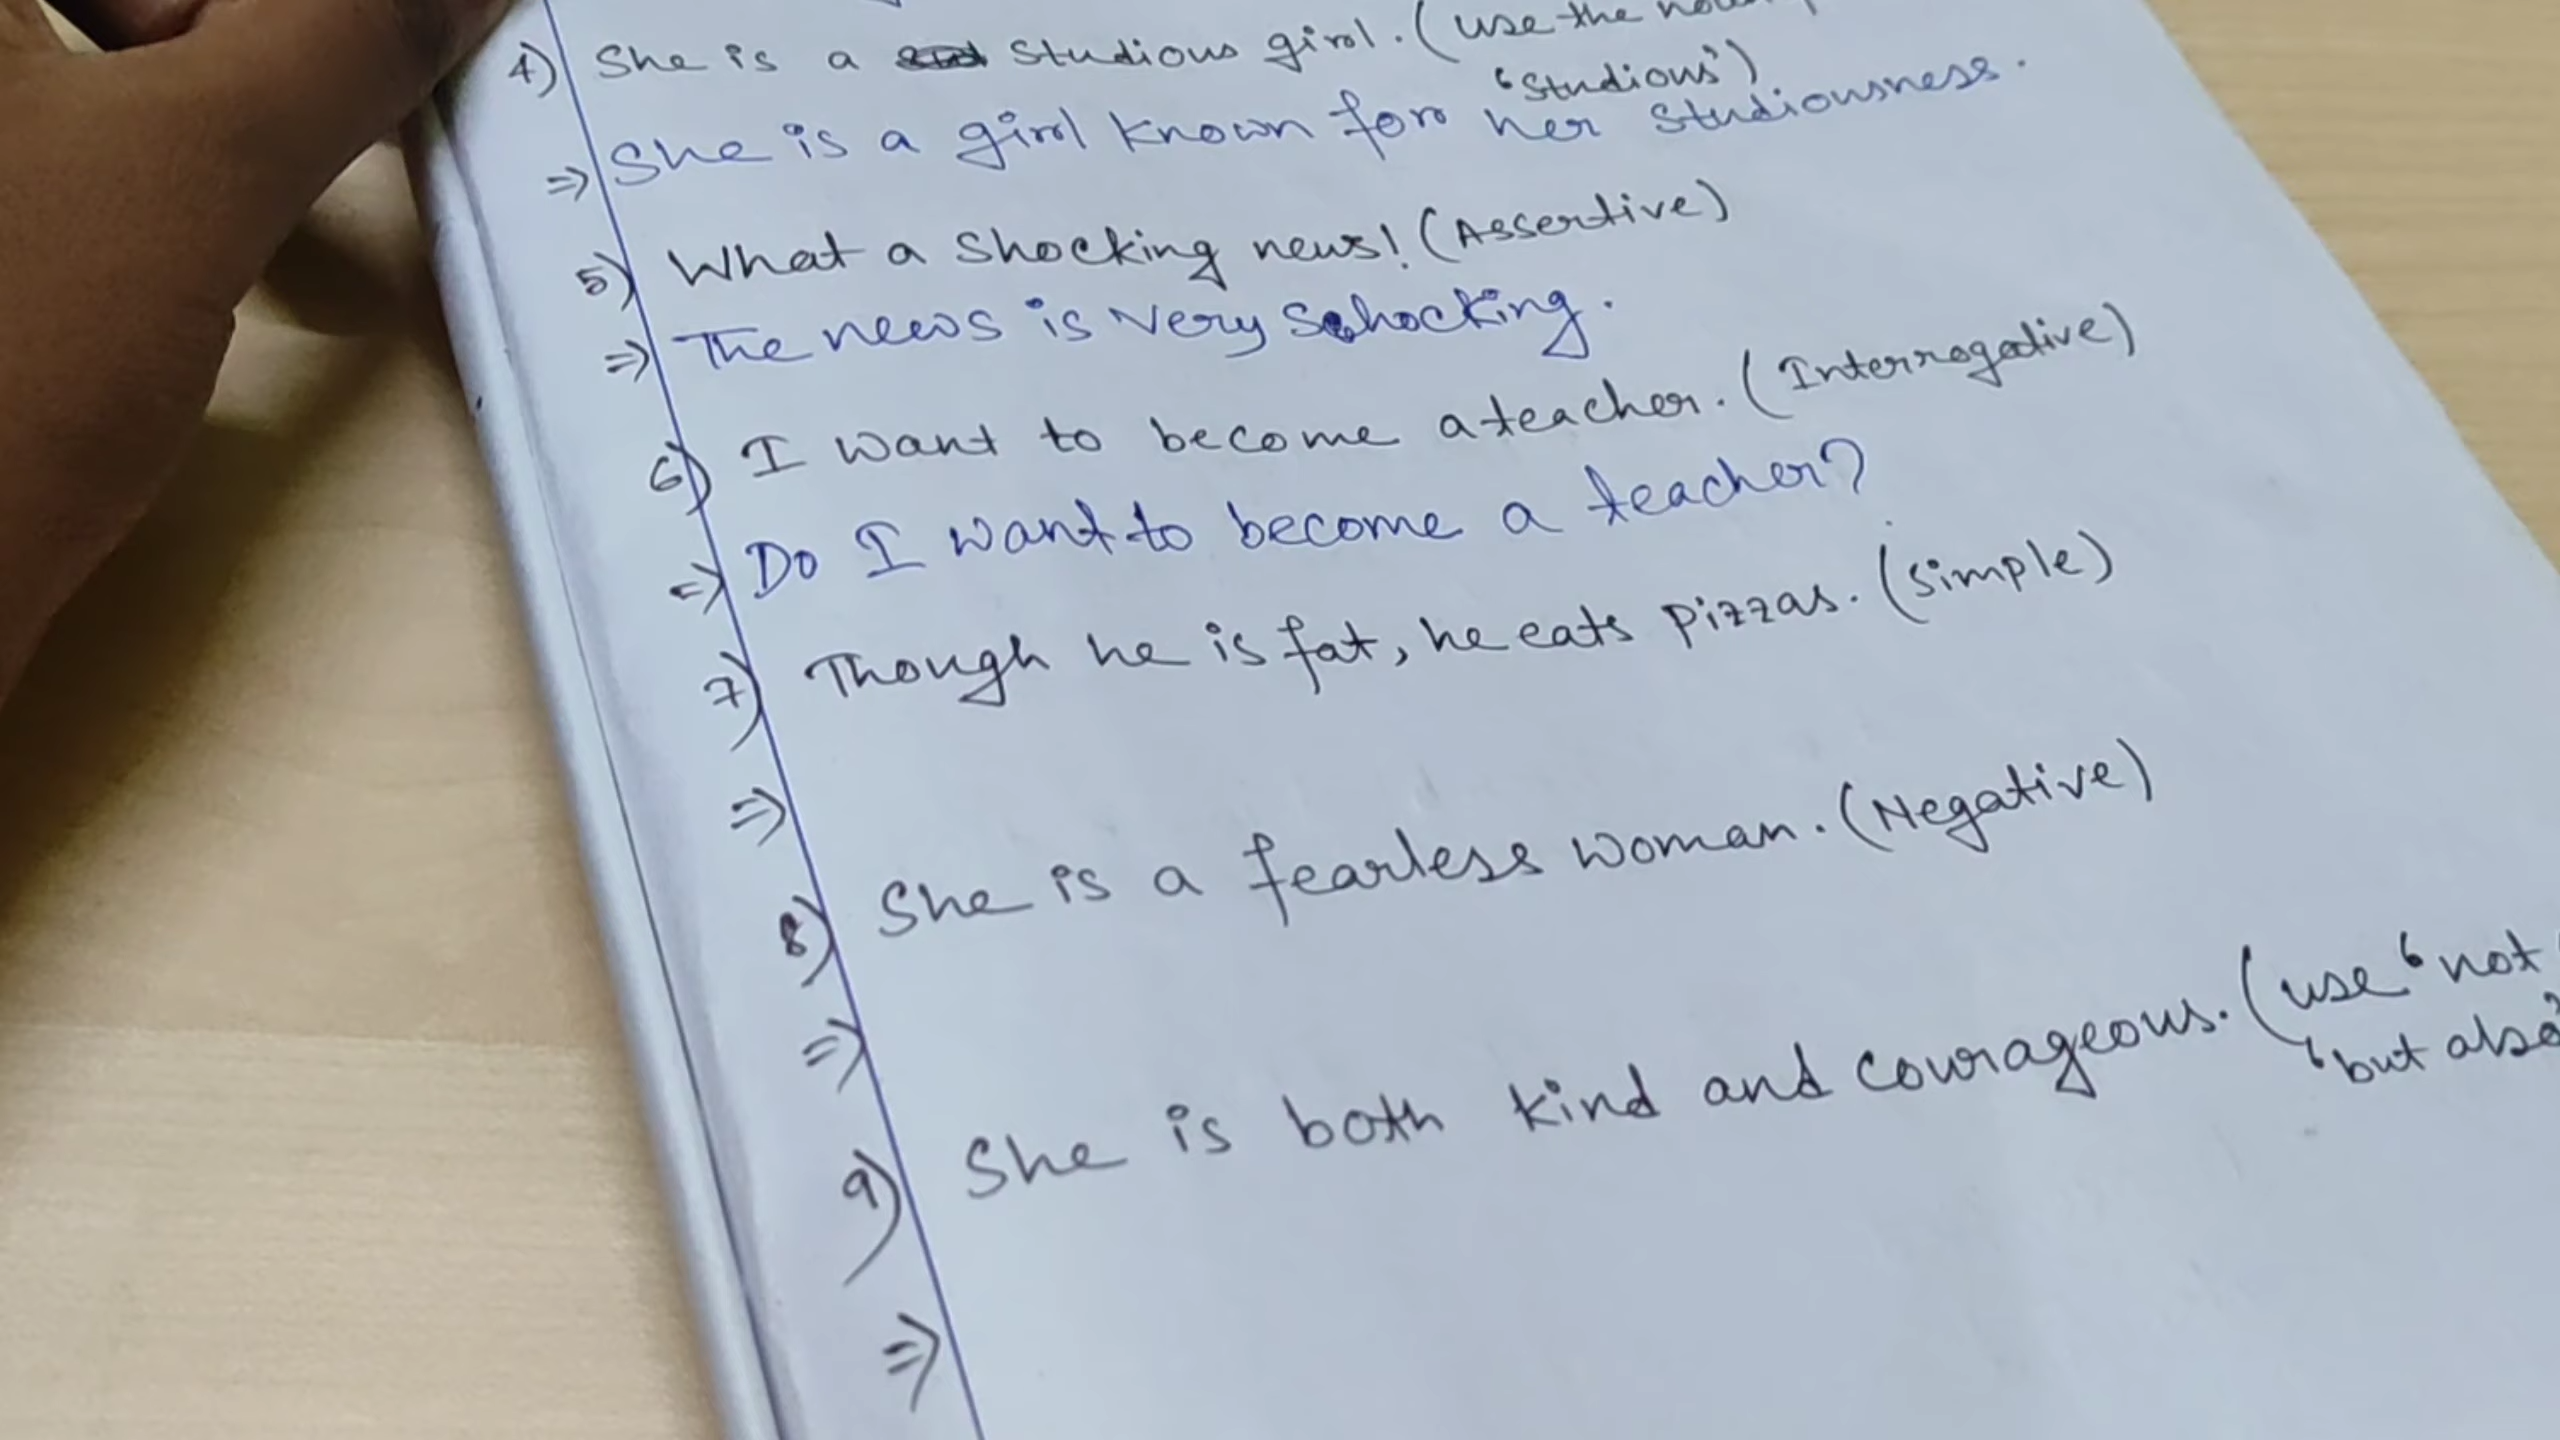 4) She is a studious girl. (use the
'studious')
=> She is a girl known for her studiousness.
5) What a shocking news! (Assertive)
=> The news is very shocking.
6) I want to become a teacher. (Interrogative)
=> Do I want to become a teacher?
7) Though he is fat, he eats pizzas. (simple)
=>
8) She is a fearless woman. (Negative)
=>
9) She is both kind and courageous. (use 'not
'but also'
=>